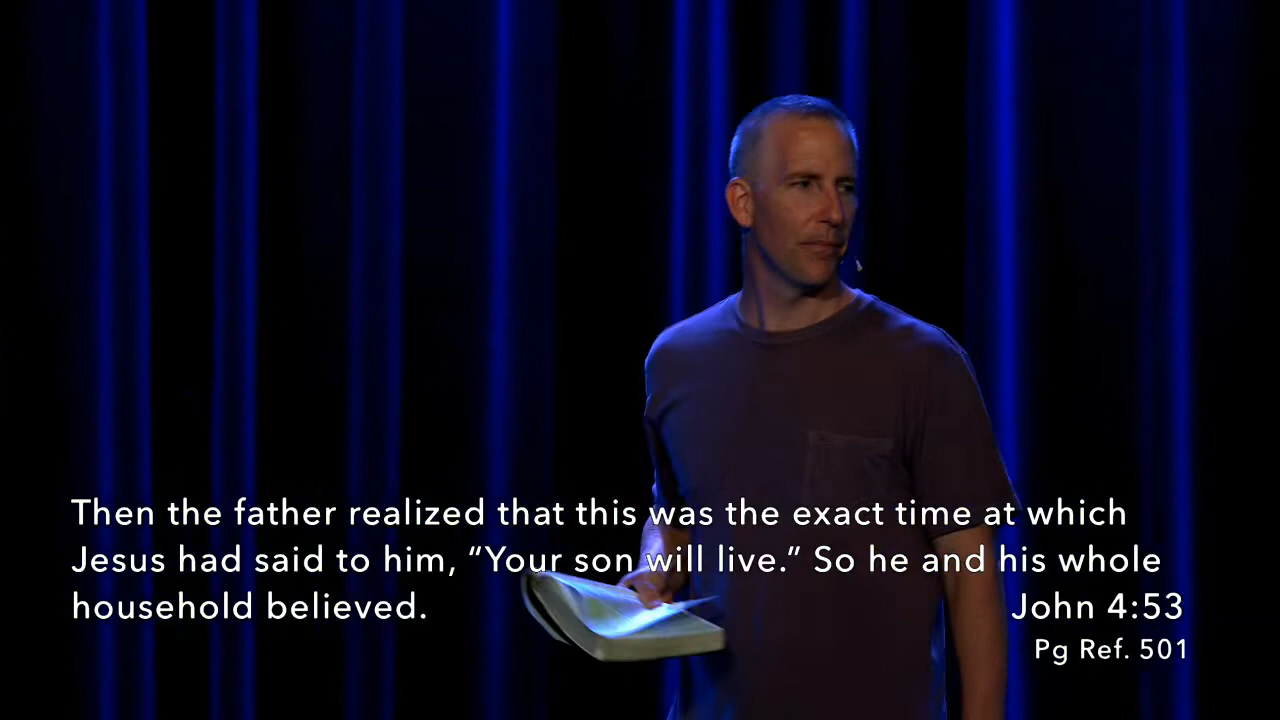 Then the father realized that this was the exact time at which
Jesus had said to him, “Your son will live.” So he and his whole
household believed.
John 4:53
Pg Ref. 501